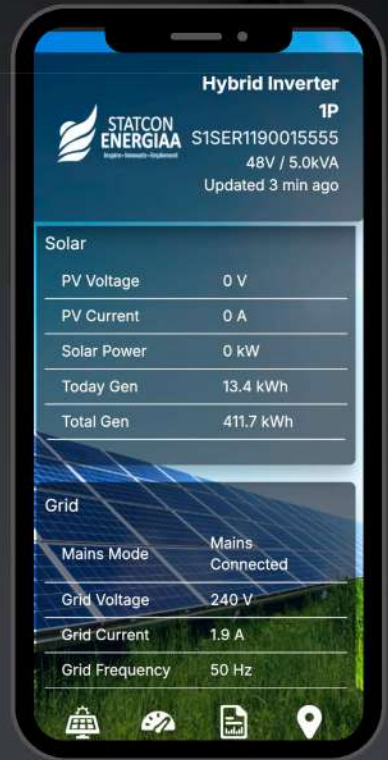 Hybrid Inverter
1P
STATCON
ENERGIAA
S1SER1190015555
48V / 5.0kVA
Updated 3 min ago
Solar
PV Voltage 0 V
PV Current 0 A
Solar Power 0 kW
Today Gen 13.4 kWh
Total Gen 411.7 kWh
Grid
Mains Mode Mains Connected
Grid Voltage 240 V
Grid Current 1.9 A
Grid Frequency 50 Hz